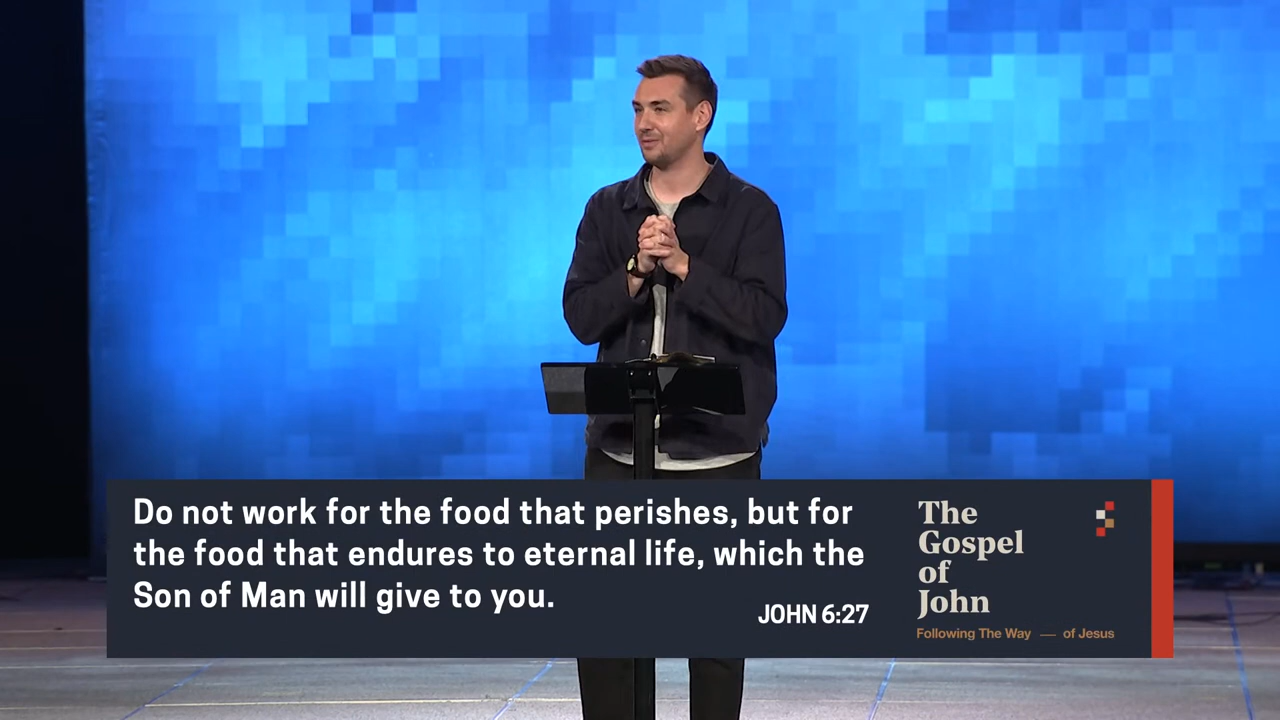 Do not work for the food that perishes, but for
the food that endures to eternal life, which the
Son of Man will give to you.
JOHN 6:27
The
Gospel
of
John
Following The Way — of Jesus